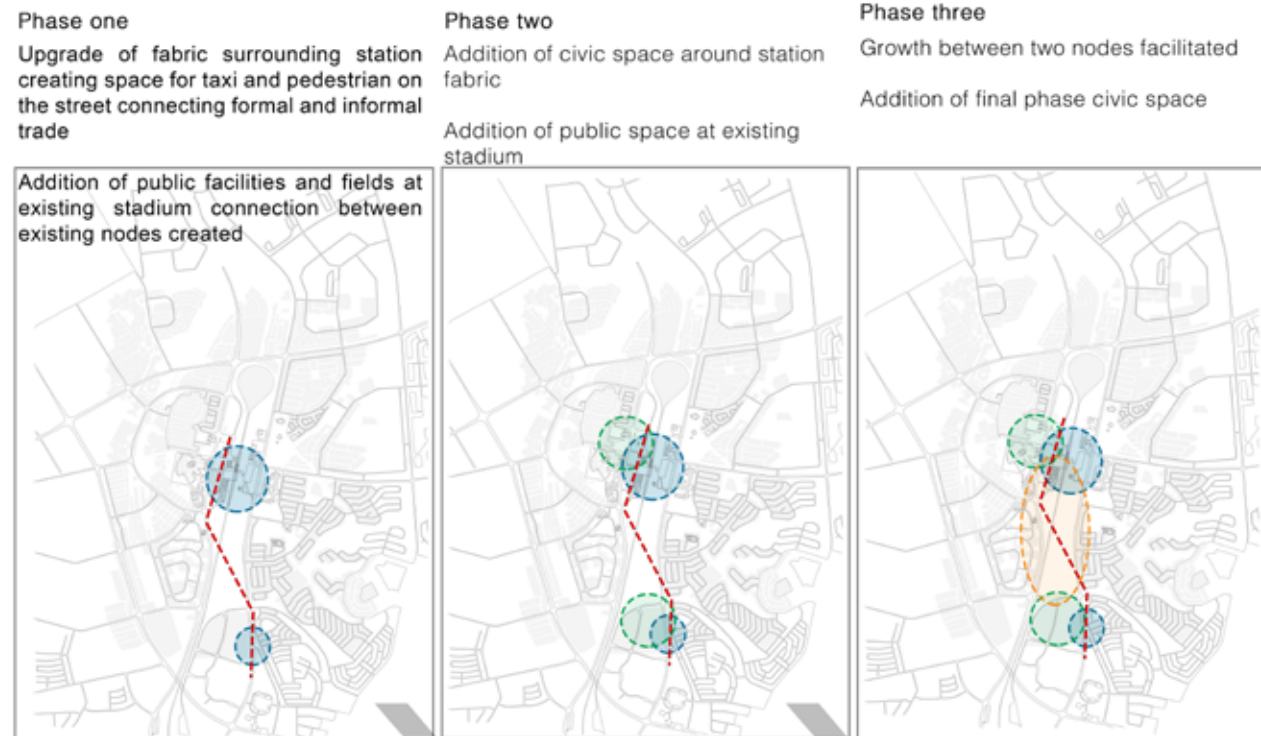 Phase one
Upgrade of fabric surrounding station
creating space for taxi and pedestrian on
the street connecting formal and informal
trade
Addition of public facilities and fields at
existing stadium connection between
existing nodes created
Phase two
Addition of civic space around station
fabric
Addition of public space at existing
stadium
Phase three
Growth between two nodes facilitated
Addition of final phase civic space